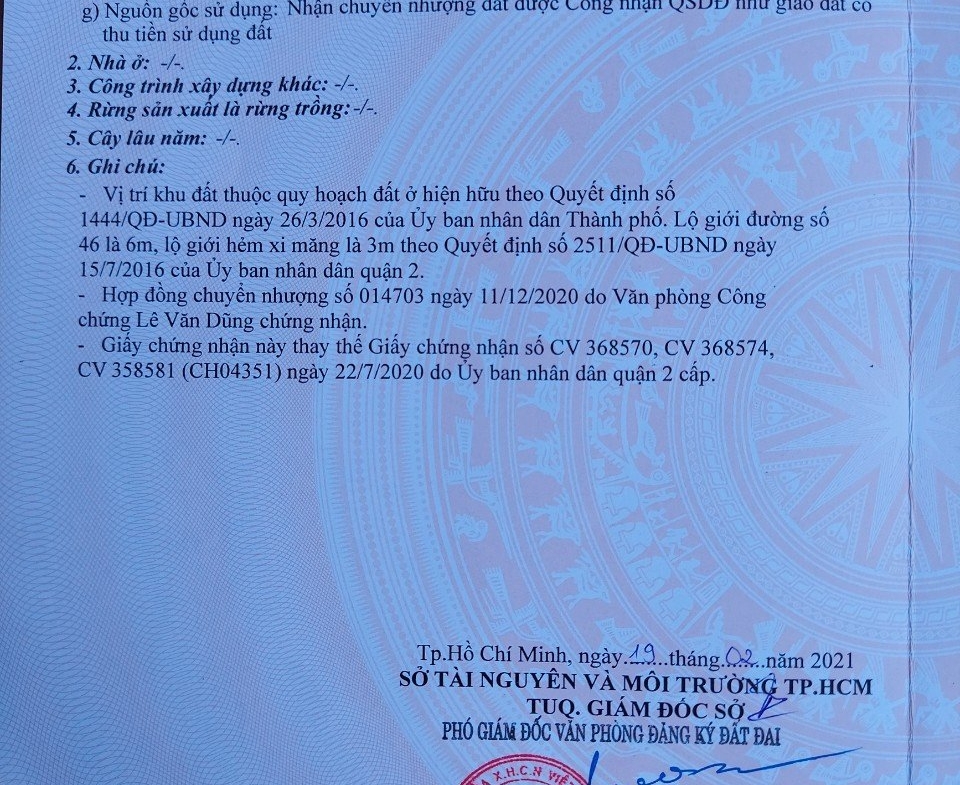 g) Nguồn gốc sử dụng: Nhận chuyển nhượng đất được Công nhận QSDĐ như giao đất có
thu tiền sử dụng đất
2. Nhà ở: -/-.
3. Công trình xây dựng khác: -/-.
4. Rừng sản xuất là rừng trồng:-/-.
5. Cây lâu năm: -/-.
6. Ghi chú:
- Vị trí khu đất thuộc quy hoạch đất ở hiện hữu theo Quyết định số
1444/QĐ-UBND ngày 26/3/2016 của Ủy ban nhân dân Thành phố. Lộ giới đường số
46 là 6m, lộ giới hẻm xi măng là 3m theo Quyết định số 2511/QĐ-UBND ngày
15/7/2016 của Ủy ban nhân dân quận 2.
- Hợp đồng chuyển nhượng số 014703 ngày 11/12/2020 do Văn phòng Công
chứng Lê Văn Dũng chứng nhận.
- Giấy chứng nhận này thay thế Giấy chứng nhận số CV 368570, CV 368574,
CV 358581 (CH04351) ngày 22/7/2020 do Ủy ban nhân dân quận 2 cấp.
Tp.Hồ Chí Minh, ngày.19..tháng.02..năm 2021
SỞ TÀI NGUYÊN VÀ MÔI TRƯỜNG TP.HCM
TUQ. GIÁM ĐỐC SỞ
PHÓ GIÁM ĐỐC VĂN PHÒNG ĐĂNG KÝ ĐẤT ĐAI
X.H.C.N VIỆ